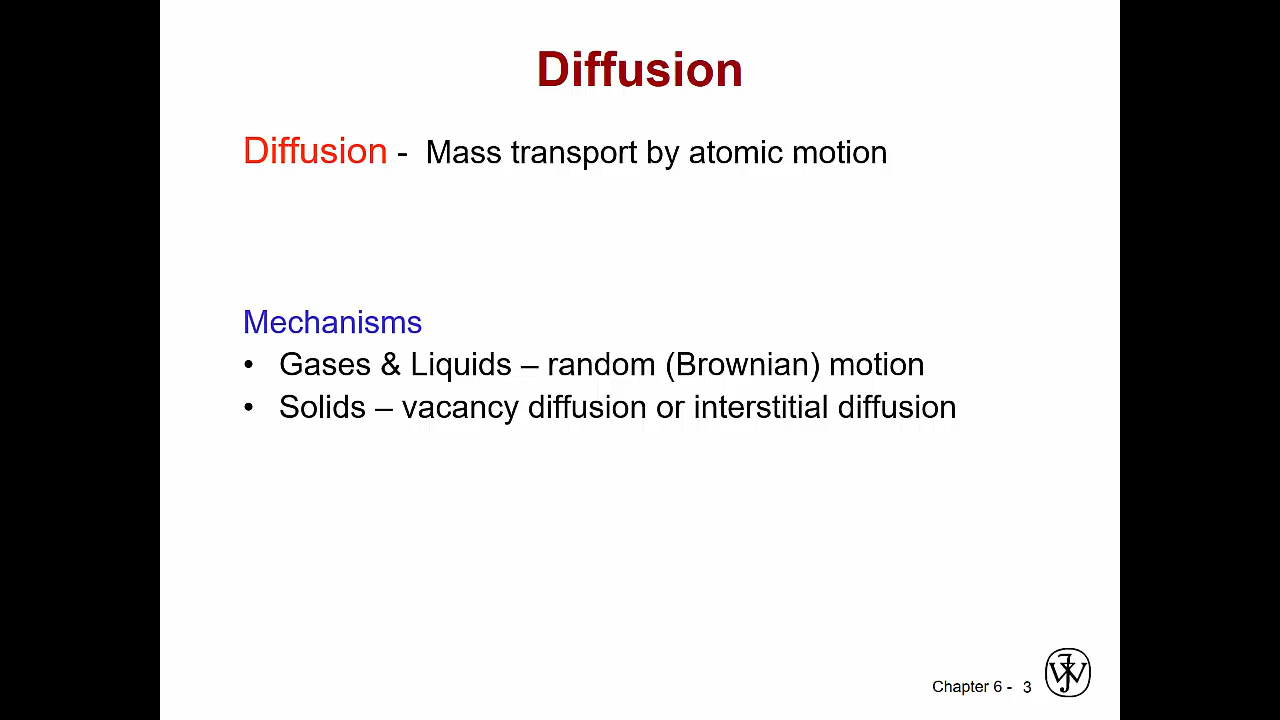 Diffusion
Diffusion - Mass transport by atomic motion
Mechanisms
• Gases & Liquids – random (Brownian) motion
• Solids – vacancy diffusion or interstitial diffusion
Chapter 6 - 3